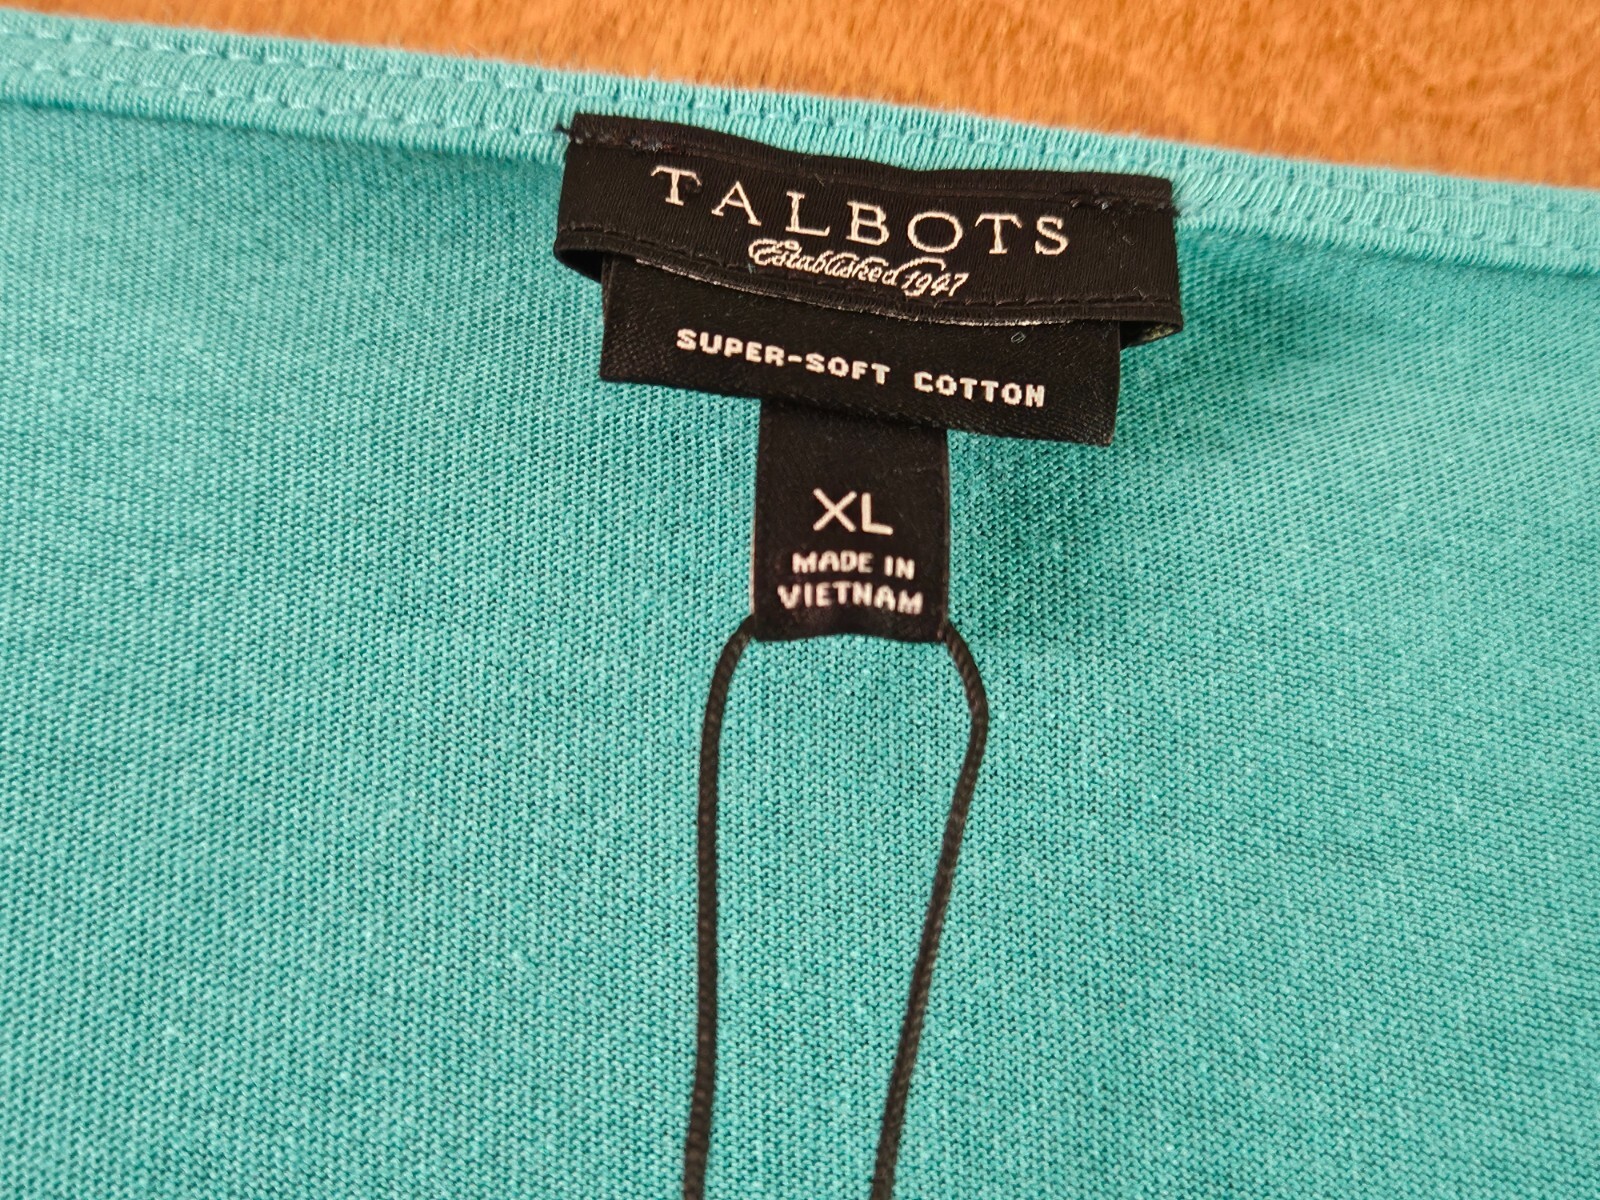 TALBOTS
Established 1947
SUPER-SOFT COTTON
XL
MADE IN
VIETNAM